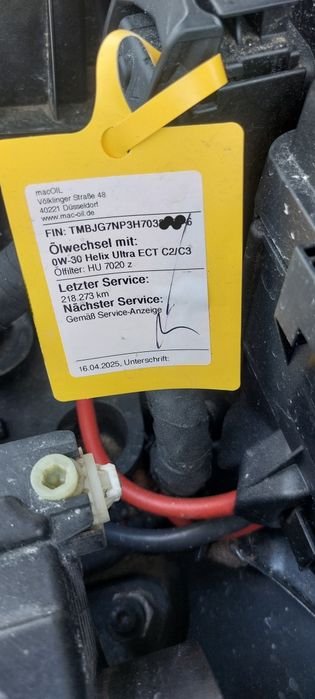 macOIL
Völklinger Straße 48
40221 Düsseldorf
www.mac-oil.de
FIN: TMBJG7NP3H703 6
Ölwechsel mit:
0W-30 Helix Ultra ECT C2/C3
Ölfilter: HU 7020 z
Letzter Service:
218.273 km
Nächster Service:
Gemäß Service-Anzeige
16.04.2025, Unterschrift: